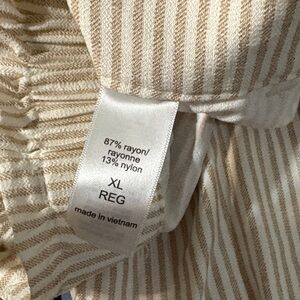 87% rayon/
rayonne
13% nylon
XL
REG
made in vietnam